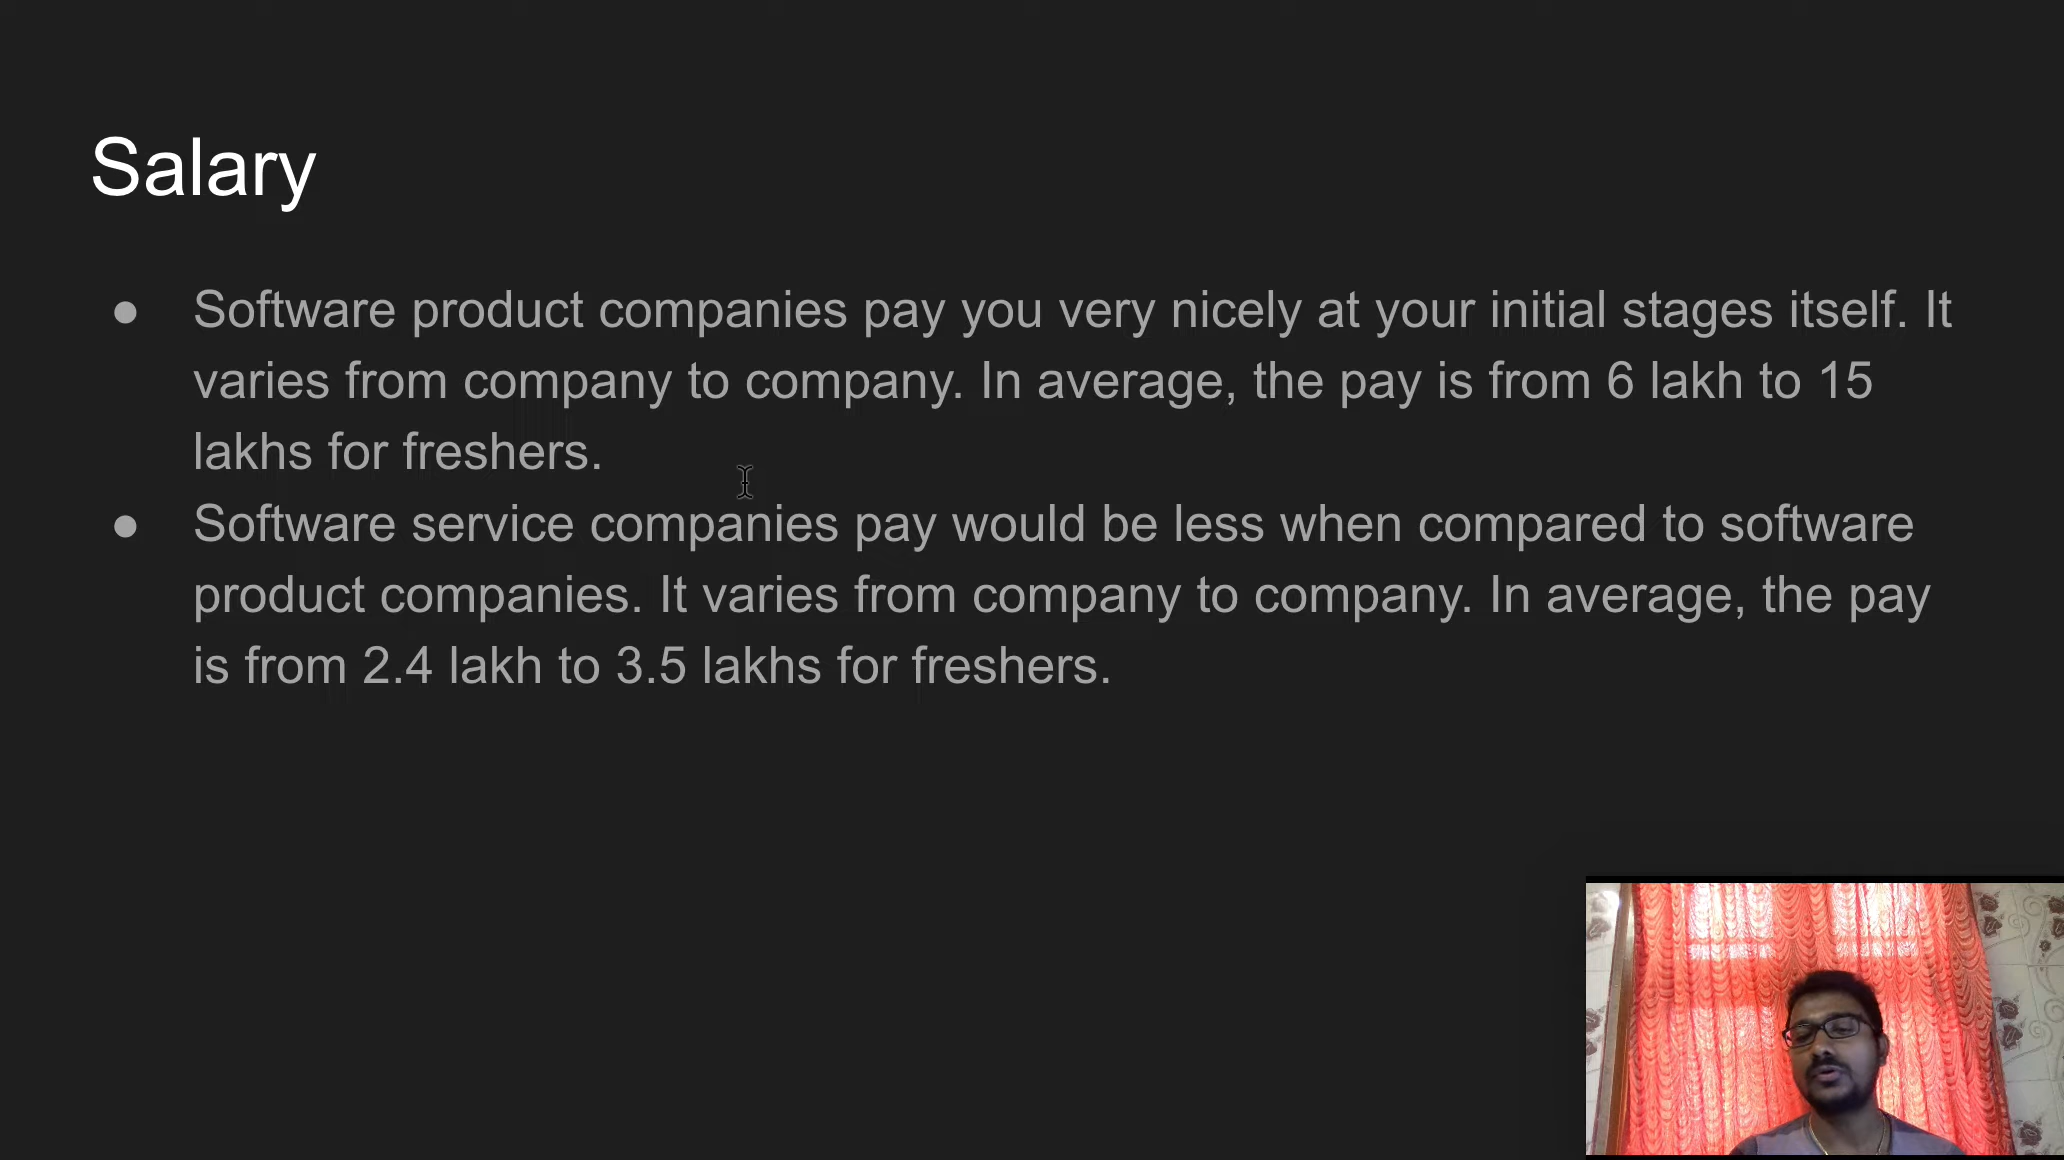 Salary
● Software product companies pay you very nicely at your initial stages itself. It
varies from company to company. In average, the pay is from 6 lakh to 15
lakhs for freshers.
● Software service companies pay would be less when compared to software
product companies. It varies from company to company. In average, the pay
is from 2.4 lakh to 3.5 lakhs for freshers.